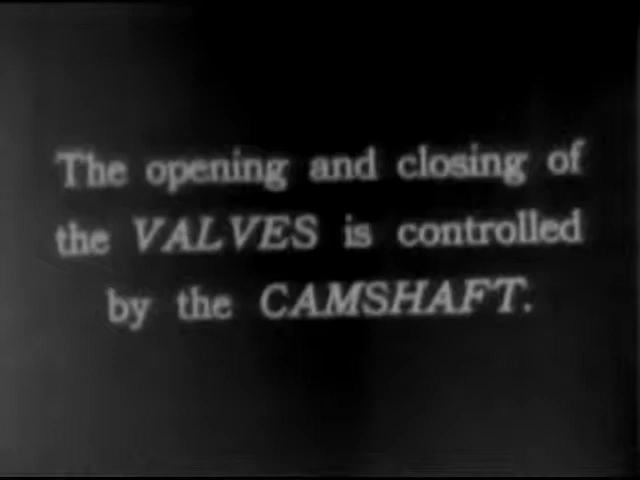 The opening and closing of
the VALVES is controlled
by the CAMSHAFT.